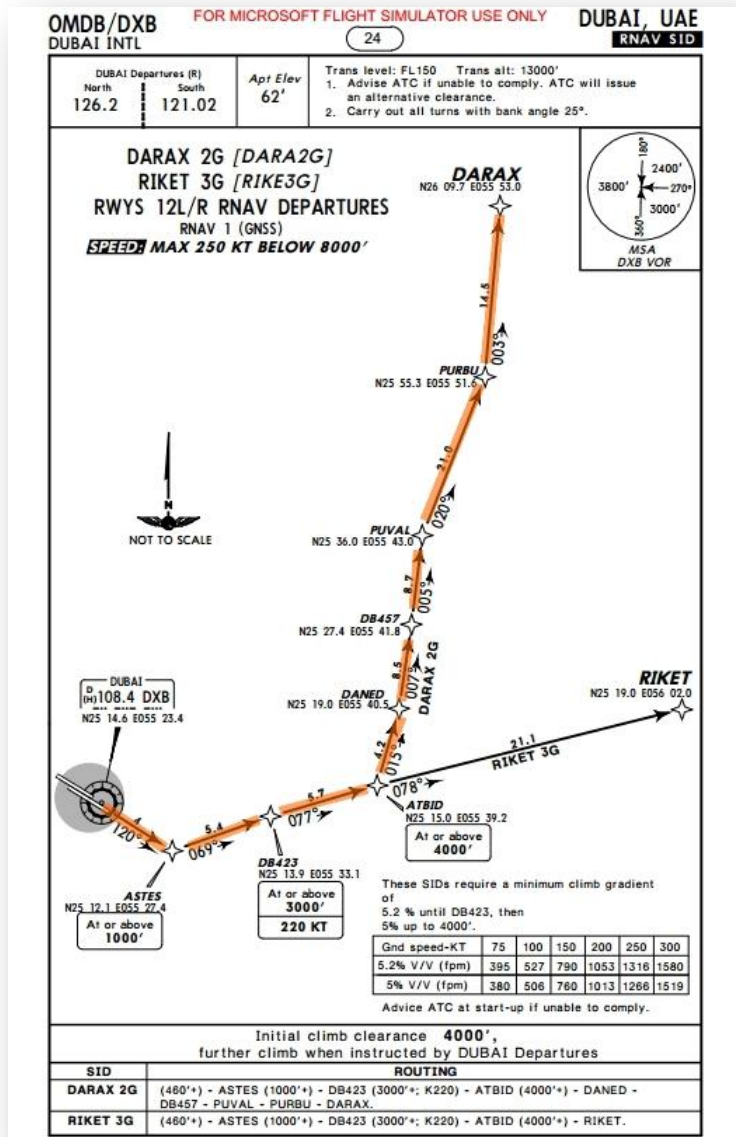 OMDB/DXB
DUBAI INTL
FOR MICROSOFT FLIGHT SIMULATOR USE ONLY
24
DUBAI, UAE
RNAV SID
DUBAI Departures (R)
North
126.2
South
121.02
Apt Elev
62'
Trans level: FL150 Trans alt: 13000'
1. Advise ATC if unable to comply. ATC will issue
an alternative clearance.
2. Carry out all turns with bank angle 25°.
DARAX 2G [DARA2G]
RIKET 3G [RIKE3G]
RWYS 12L/R RNAV DEPARTURES
RNAV 1 (GNSS)
SPEED: MAX 250 KT BELOW 8000'
180°
2400'
3800'
270°
3000'
360°
MSA
DXB VOR
DARAX
N26 09.7 E055 53.0
14.5
003°
PURBU
N25 55.3 E055 51.6
21.0
020°
N
NOT TO SCALE
PUVAL
N25 36.0 E055 43.0
8.7
005°
DB457
N25 27.4 E055 41.8
8.5
007°
DARAX 2G
DANED
N25 19.0 E055 40.5
4.2
015°
RIKET
N25 19.0 E056 02.0
21.1
RIKET 3G
078°
DUBAI
D
(H) 108.4 DXB
N25 14.6 E055 23.4
4
120°
5.4
069°
5.7
077°
ATBID
N25 15.0 E055 39.2
At or above
4000'
DB423
N25 13.9 E055 33.1
At or above
3000'
220 KT
ASTES
N25 12.1 E055 27.4
At or above
1000'
These SIDs require a minimum climb gradient
of
5.2 % until DB423, then
5% up to 4000'.
Gnd speed-KT 75 100 150 200 250 300
5.2% V/V (fpm) 395 527 790 1053 1316 1580
5% V/V (fpm) 380 506 760 1013 1266 1519
Advice ATC at start-up if unable to comply.
Initial climb clearance 4000',
further climb when instructed by DUBAI Departures
SID ROUTING
DARAX 2G (460'+) - ASTES (1000'+) - DB423 (3000'+; K220) - ATBID (4000'+) - DANED -
DB457 - PUVAL - PURBU - DARAX.
RIKET 3G (460'+) - ASTES (1000'+) - DB423 (3000'+; K220) - ATBID (4000'+) - RIKET.